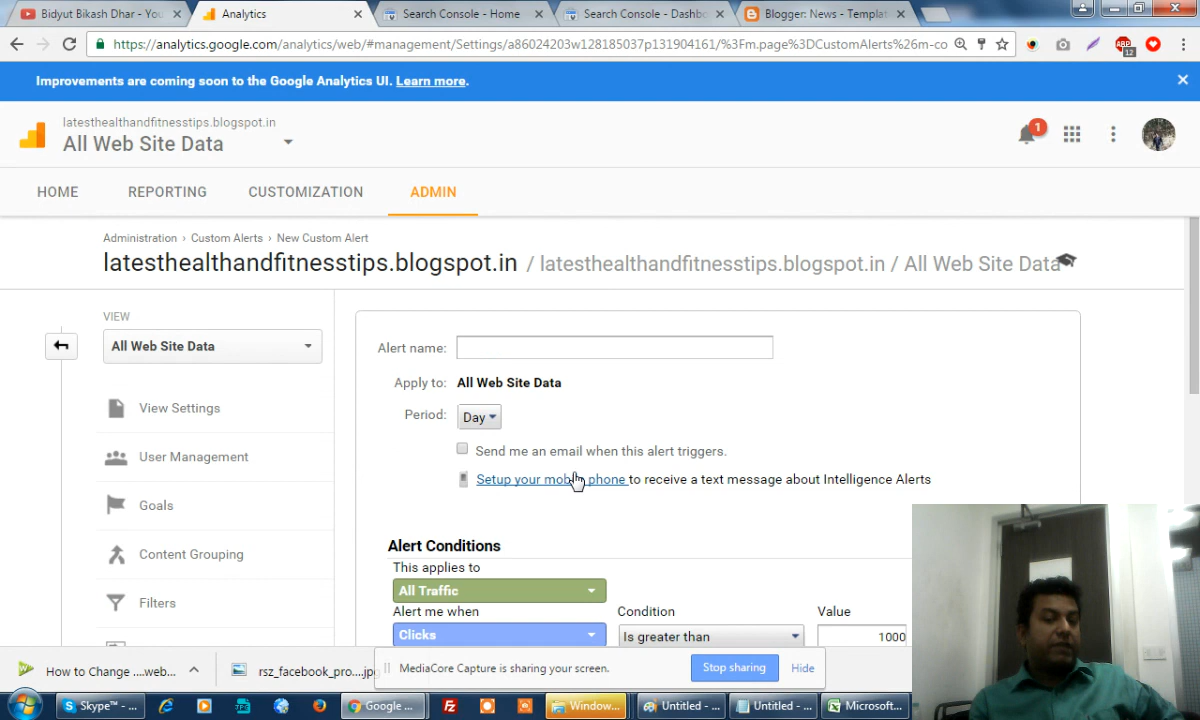 Bidyut Bikash Dhar - You
Analytics
Search Console - Home
Search Console - Dashbo
Blogger: News - Templat
https://analytics.google.com/analytics/web/#management/Settings/a86024203w128185037p131904161/%3Fm.page%3DCustomAlerts%26m-co
ABP
12
Improvements are coming soon to the Google Analytics UI. Learn more.
latesthealthandfitnesstips.blogspot.in
All Web Site Data
1
HOME
REPORTING
CUSTOMIZATION
ADMIN
Administration › Custom Alerts › New Custom Alert
latesthealthandfitnesstips.blogspot.in / latesthealthandfitnesstips.blogspot.in / All Web Site Data
VIEW
All Web Site Data
View Settings
User Management
Goals
Content Grouping
Filters
Alert name:
Apply to: All Web Site Data
Period: Day
Send me an email when this alert triggers.
Setup your mobile phone to receive a text message about Intelligence Alerts
Alert Conditions
This applies to
All Traffic
Alert me when
Condition
Value
Clicks
Is greater than
1000
How to Change ....web...
rsz_facebook_pro....jpg
MediaCore Capture is sharing your screen.
Stop sharing
Hide
Skype™ - ...
Google ...
Window...
Untitled - ...
Untitled - ...
Microsoft...